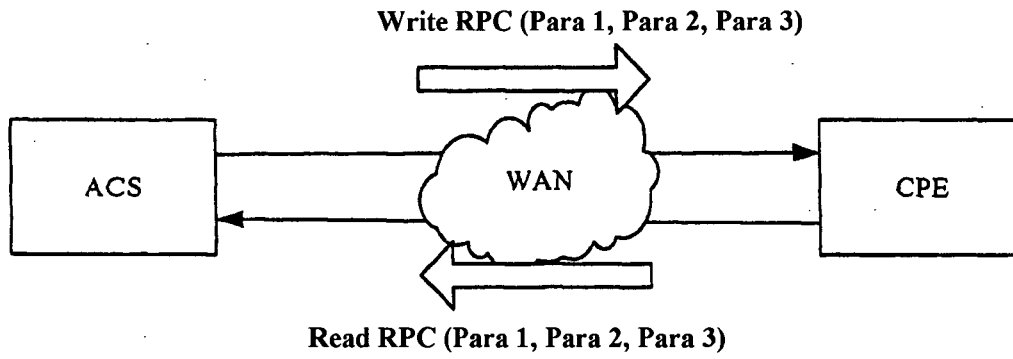 Write RPC (Para 1, Para 2, Para 3)
ACS
WAN
CPE
Read RPC (Para 1, Para 2, Para 3)